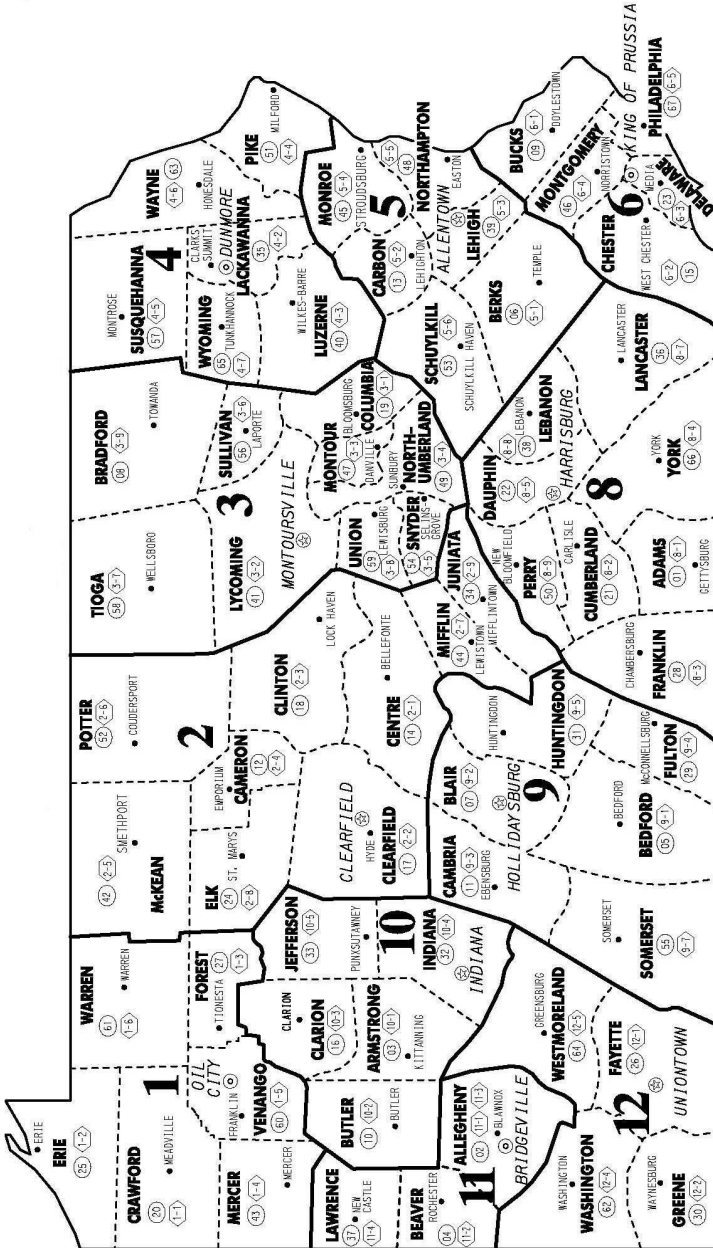 ERIE
ERIE
25 1-2
CRAWFORD
20
1-1
MEADVILLE
MERCER
43 1-4
MERCER
1
OIL
CITY
FRANKLIN
VENANGO
60 1-5
WARREN
61
1-6
WARREN
FOREST
TIONESTA
27
1-3
McKEAN
42 2-5
SMETHPORT
POTTER
52 2-6
COUDERSPORT
2
ELK
24
2-8
ST. MARYS
EMPORIUM
CAMERON
12
2-4
CLINTON
18 2-3
LOCK HAVEN
CENTRE
14 2-1
BELLEFONTE
CLEARFIELD
HYDE
CLEARFIELD
17 2-2
MIFFLIN
44 2-7
LEWISTOWN
JUNIATA
34 2-9
MIFFLINTOWN
TIOGA
58 3-7
WELLSBORO
BRADFORD
08 3-9
TOWANDA
3
LYCOMING
41 3-2
MONTOURSVILLE
SULLIVAN
56 3-6
LAPORTE
UNION
59
3-8
LEWISBURG
SNYDER
54
3-5
SELINS-
GROVE
MONTOUR
47 3-3
DANVILLE
BLOOMSBURG
COLUMBIA
19 3-1
SUNBURY
NORTH-
UMBERLAND
49 3-4
MONTROSE
SUSQUEHANNA
57 4-5
4
WAYNE
4-6 63
HONESDALE
WYOMING
65 TUNKHANNOCK
4-7
CLARKS
SUMMIT
DUNMORE
LACKAWANNA
35 4-2
WILKES-BARRE
LUZERNE
40 4-3
PIKE
51
4-4
MILFORD
MONROE
45 5-4
STROUDSBURG
5
CARBON
13 5-2
LEHIGHTON
5-5
48
NORTHAMPTON
EASTON
ALLENTOWN
LEHIGH
39 5-3
SCHUYLKILL
53 5-6
SCHUYLKILL HAVEN
BERKS
06
5-1
TEMPLE
BUCKS
09 6-1
DOYLESTOWN
MONTGOMERY
46 6-4
NORRISTOWN
KING OF PRUSSIA
PHILADELPHIA
67 6-5
CHESTER
6
WEST CHESTER
6-2
15
MEDIA
23
6-3
DELAWARE
DAUPHIN
22
8-5
8-8
38
LEBANON
LEBANON
HARRISBURG
8
NEW
BLOOMFIELD
PERRY
50 8-9
CARLISLE
CUMBERLAND
21 8-2
LANCASTER
LANCASTER
36
8-7
YORK
YORK
66 8-4
ADAMS
01 8-1
GETTYSBURG
CHAMBERSBURG
FRANKLIN
28
8-3
HUNTINGDON
HUNTINGDON
31 9-5
BLAIR
07 9-2
9
HOLLIDAYSBURG
CAMBRIA
11 9-3
EBENSBURG
McCONNELLSBURG
FULTON
29 9-4
BEDFORD
BEDFORD
05 9-1
SOMERSET
SOMERSET
55
9-7
JEFFERSON
33 10-5
PUNXSUTAWNEY
10
INDIANA
32 10-4
INDIANA
CLARION
CLARION
16 10-3
ARMSTRONG
03 10-1
KITTANNING
BUTLER
10 10-2
BUTLER
LAWRENCE
37 NEW
CASTLE
11-4
BEAVER
ROCHESTER
04
11-2
11
ALLEGHENY
02 11-1 11-3
BLAWNOX
BRIDGEVILLE
GREENSBURG
WESTMORELAND
64 12-5
FAYETTE
26 12-1
12
UNIONTOWN
WASHINGTON
WASHINGTON
62 12-4
WAYNESBURG
GREENE
30 12-2